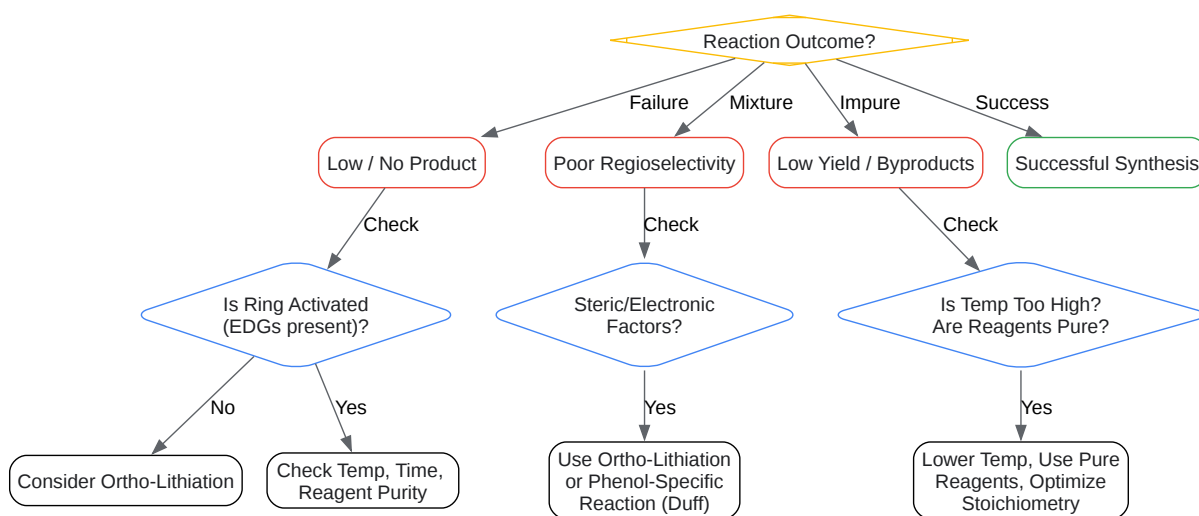 Reaction Outcome?
Failure
Mixture
Impure
Success
Low / No Product
Poor Regioselectivity
Low Yield / Byproducts
Successful Synthesis
Check
Check
Check
Is Ring Activated
(EDGs present)?
Steric/Electronic
Factors?
Is Temp Too High?
Are Reagents Pure?
No
Yes
Yes
Yes
Consider Ortho-Lithiation
Check Temp, Time,
Reagent Purity
Use Ortho-Lithiation
or Phenol-Specific
Reaction (Duff)
Lower Temp, Use Pure
Reagents, Optimize
Stoichiometry